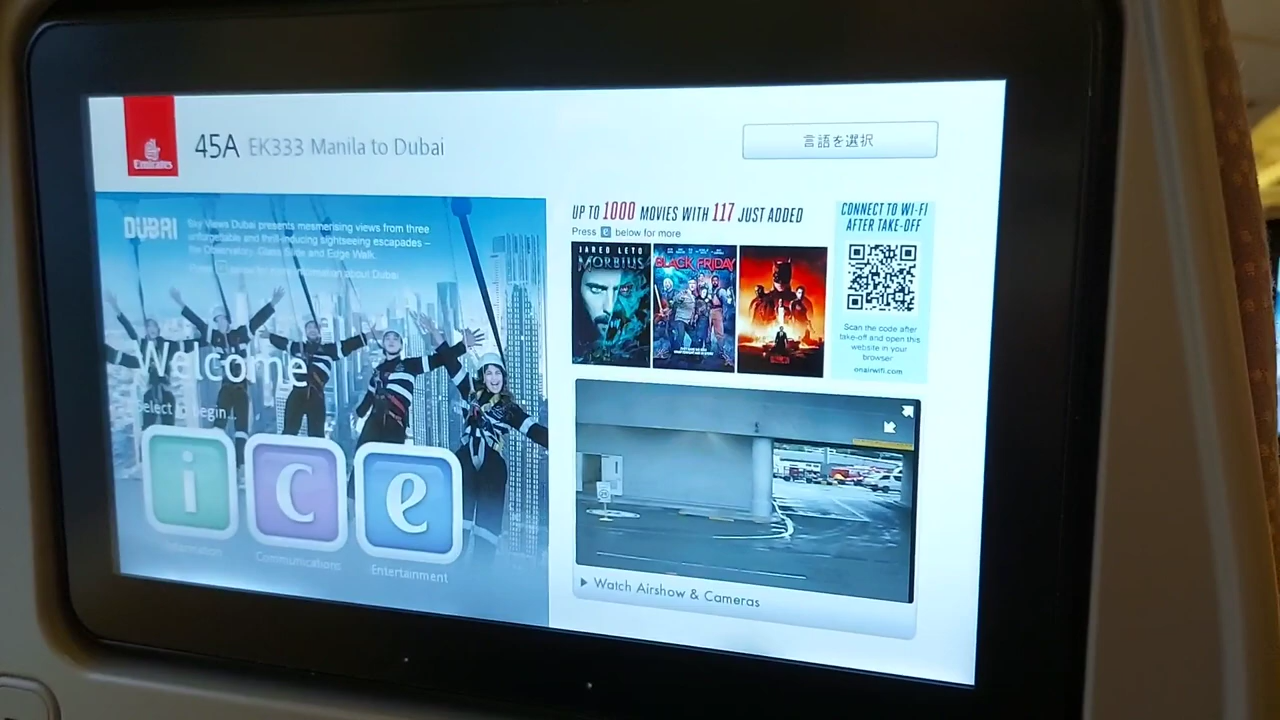 Emirates
45A EK333 Manila to Dubai
言語を選択
DUBAI
Sky Views Dubai presents mesmerising views from three
unforgettable and thrill-inducing sightseeing escapades –
the Observatory, Glass Slide and Edge Walk.
for more information about Dubai.
Welcome
Select to begin...
i
c
e
Information
Communications
Entertainment
UP TO 1000 MOVIES WITH 117 JUST ADDED
Press e below for more
JARED LETO
MORBIUS
BLACK FRIDAY
CONNECT TO WI-FI
AFTER TAKE-OFF
Scan the code after
take-off and open this
website in your
browser
onairwifi.com
Watch Airshow & Cameras